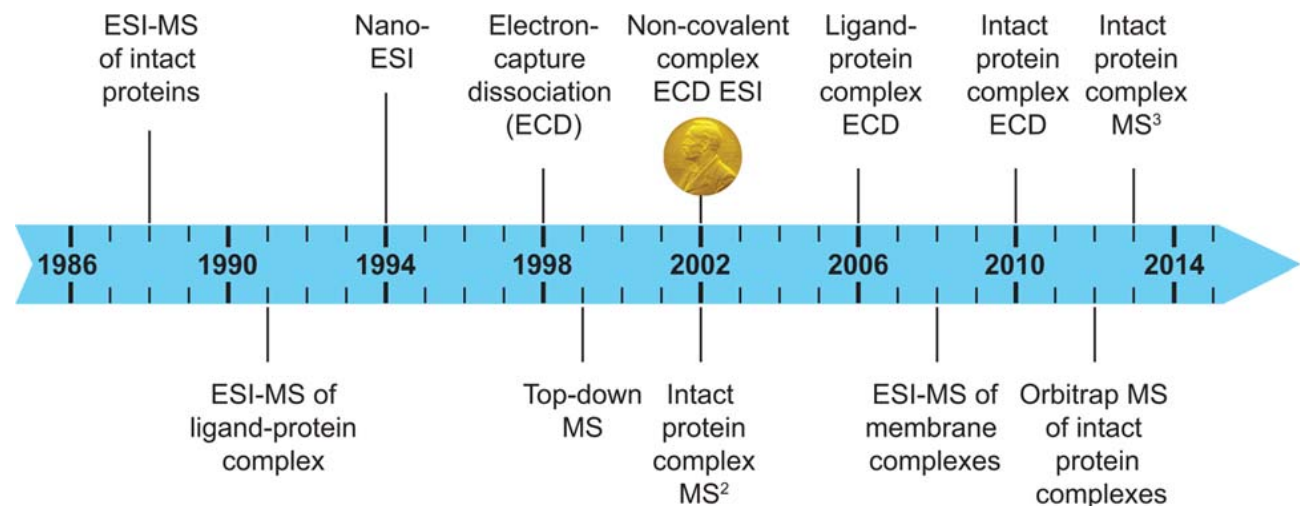 ESI-MS
of intact
proteins
Nano-
ESI
Electron-
capture
dissociation
(ECD)
Non-covalent
complex
ECD ESI
Ligand-
protein
complex
ECD
Intact
protein
complex
ECD
Intact
protein
complex
MS³
1986 1990 1994 1998 2002 2006 2010 2014
ESI-MS of
ligand-protein
complex
Top-down
MS
Intact
protein
complex
MS²
ESI-MS of
membrane
complexes
Orbitrap MS
of intact
protein
complexes